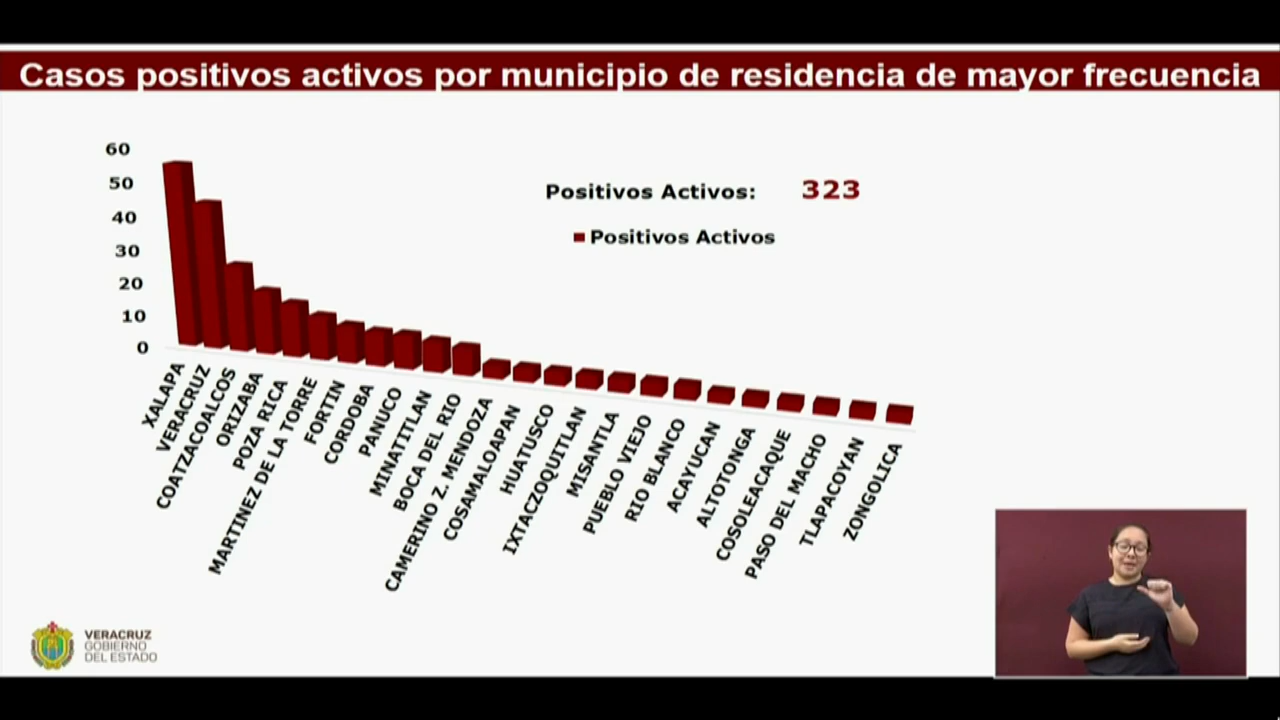 Casos positivos activos por municipio de residencia de mayor frecuencia
60
50
40
30
20
10
0
Positivos Activos: 323
Positivos Activos
XALAPA
VERACRUZ
COATZACOALCOS
ORIZABA
POZA RICA
MARTINEZ DE LA TORRE
FORTIN
CORDOBA
PANUCO
MINATITLAN
BOCA DEL RIO
CAMERINO Z. MENDOZA
COSAMALOAPAN
HUATUSCO
IXTACZOQUITLAN
MISANTLA
PUEBLO VIEJO
RIO BLANCO
ACAYUCAN
ALTOTONGA
COSOLEACAQUE
PASO DEL MACHO
TLAPACOYAN
ZONGOLICA
VERACRUZ
GOBIERNO
DEL ESTADO